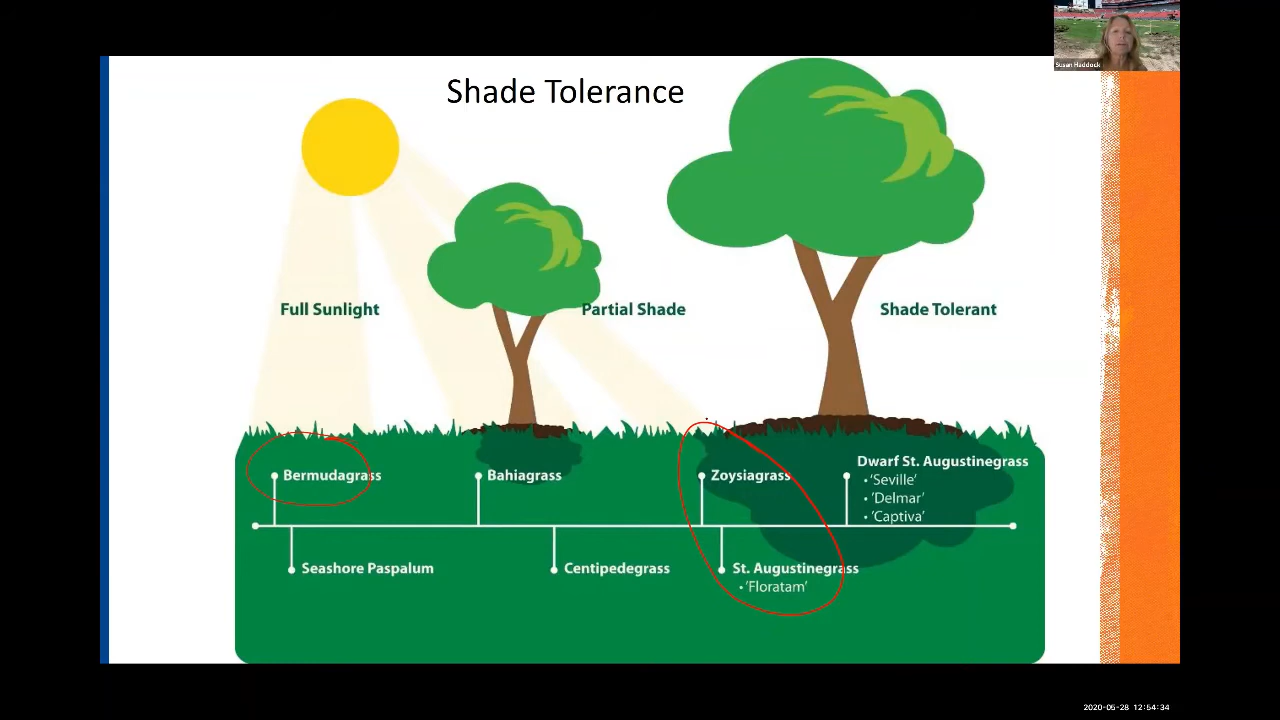 Susan Haddock
Shade Tolerance
Full Sunlight
Partial Shade
Shade Tolerant
Bermudagrass
Bahiagrass
Zoysiagrass
Dwarf St. Augustinegrass
• ‘Seville’
• ‘Delmar’
• ‘Captiva’
Seashore Paspalum
Centipedegrass
St. Augustinegrass
• ‘Floratam’
2020-05-28 12:54:34